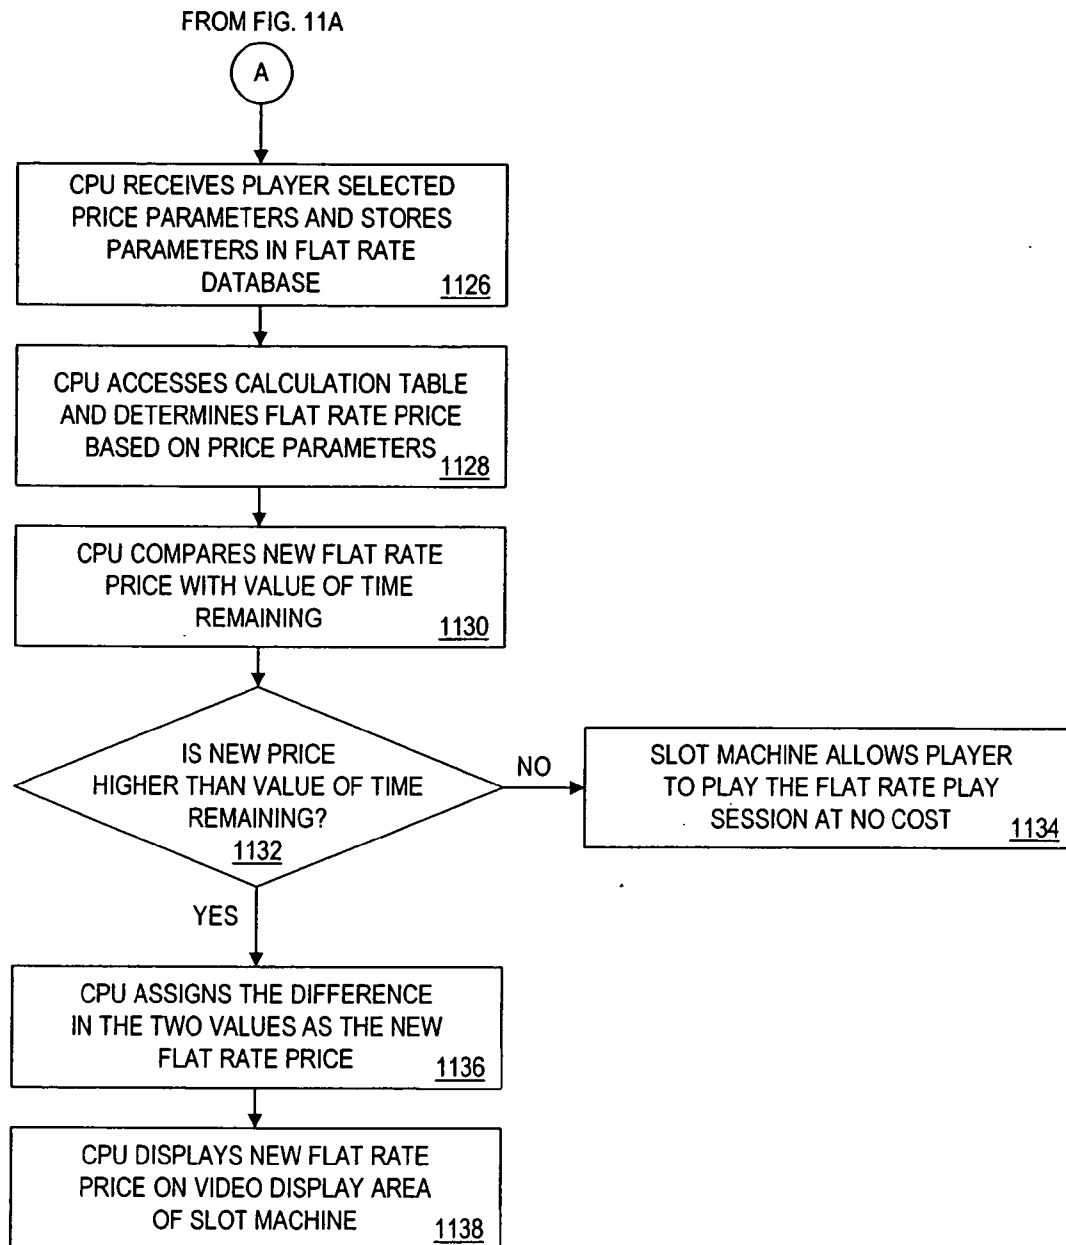 FROM FIG. 11A
A
CPU RECEIVES PLAYER SELECTED
PRICE PARAMETERS AND STORES
PARAMETERS IN FLAT RATE
DATABASE 1126
CPU ACCESSES CALCULATION TABLE
AND DETERMINES FLAT RATE PRICE
BASED ON PRICE PARAMETERS 1128
CPU COMPARES NEW FLAT RATE
PRICE WITH VALUE OF TIME
REMAINING 1130
IS NEW PRICE
HIGHER THAN VALUE OF TIME
REMAINING?
1132
NO
SLOT MACHINE ALLOWS PLAYER
TO PLAY THE FLAT RATE PLAY
SESSION AT NO COST 1134
YES
CPU ASSIGNS THE DIFFERENCE
IN THE TWO VALUES AS THE NEW
FLAT RATE PRICE 1136
CPU DISPLAYS NEW FLAT RATE
PRICE ON VIDEO DISPLAY AREA
OF SLOT MACHINE 1138